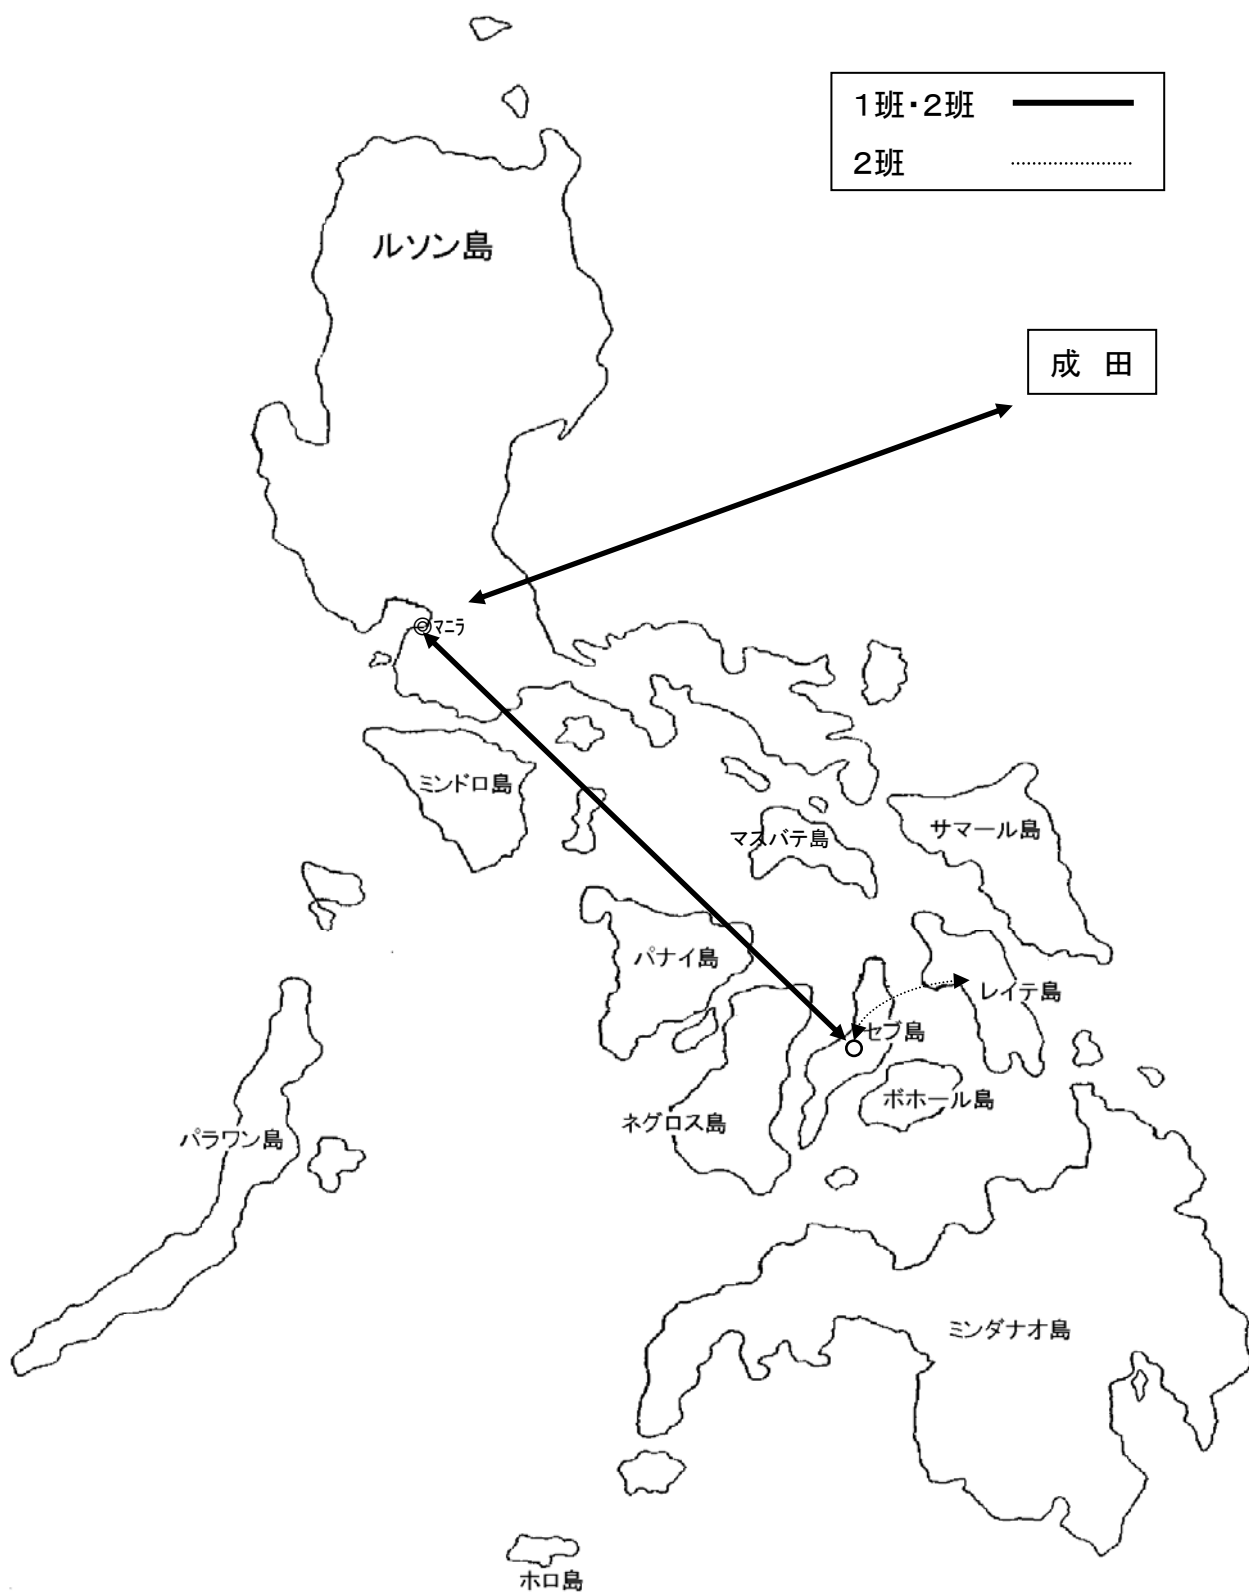 １班・２班
２班
ルソン島
成　田
ﾏﾆﾗ
ミンドロ島
マスバテ島
サマール島
パナイ島
レイテ島
セブ島
ボホール島
ネグロス島
パラワン島
ミンダナオ島
ホロ島